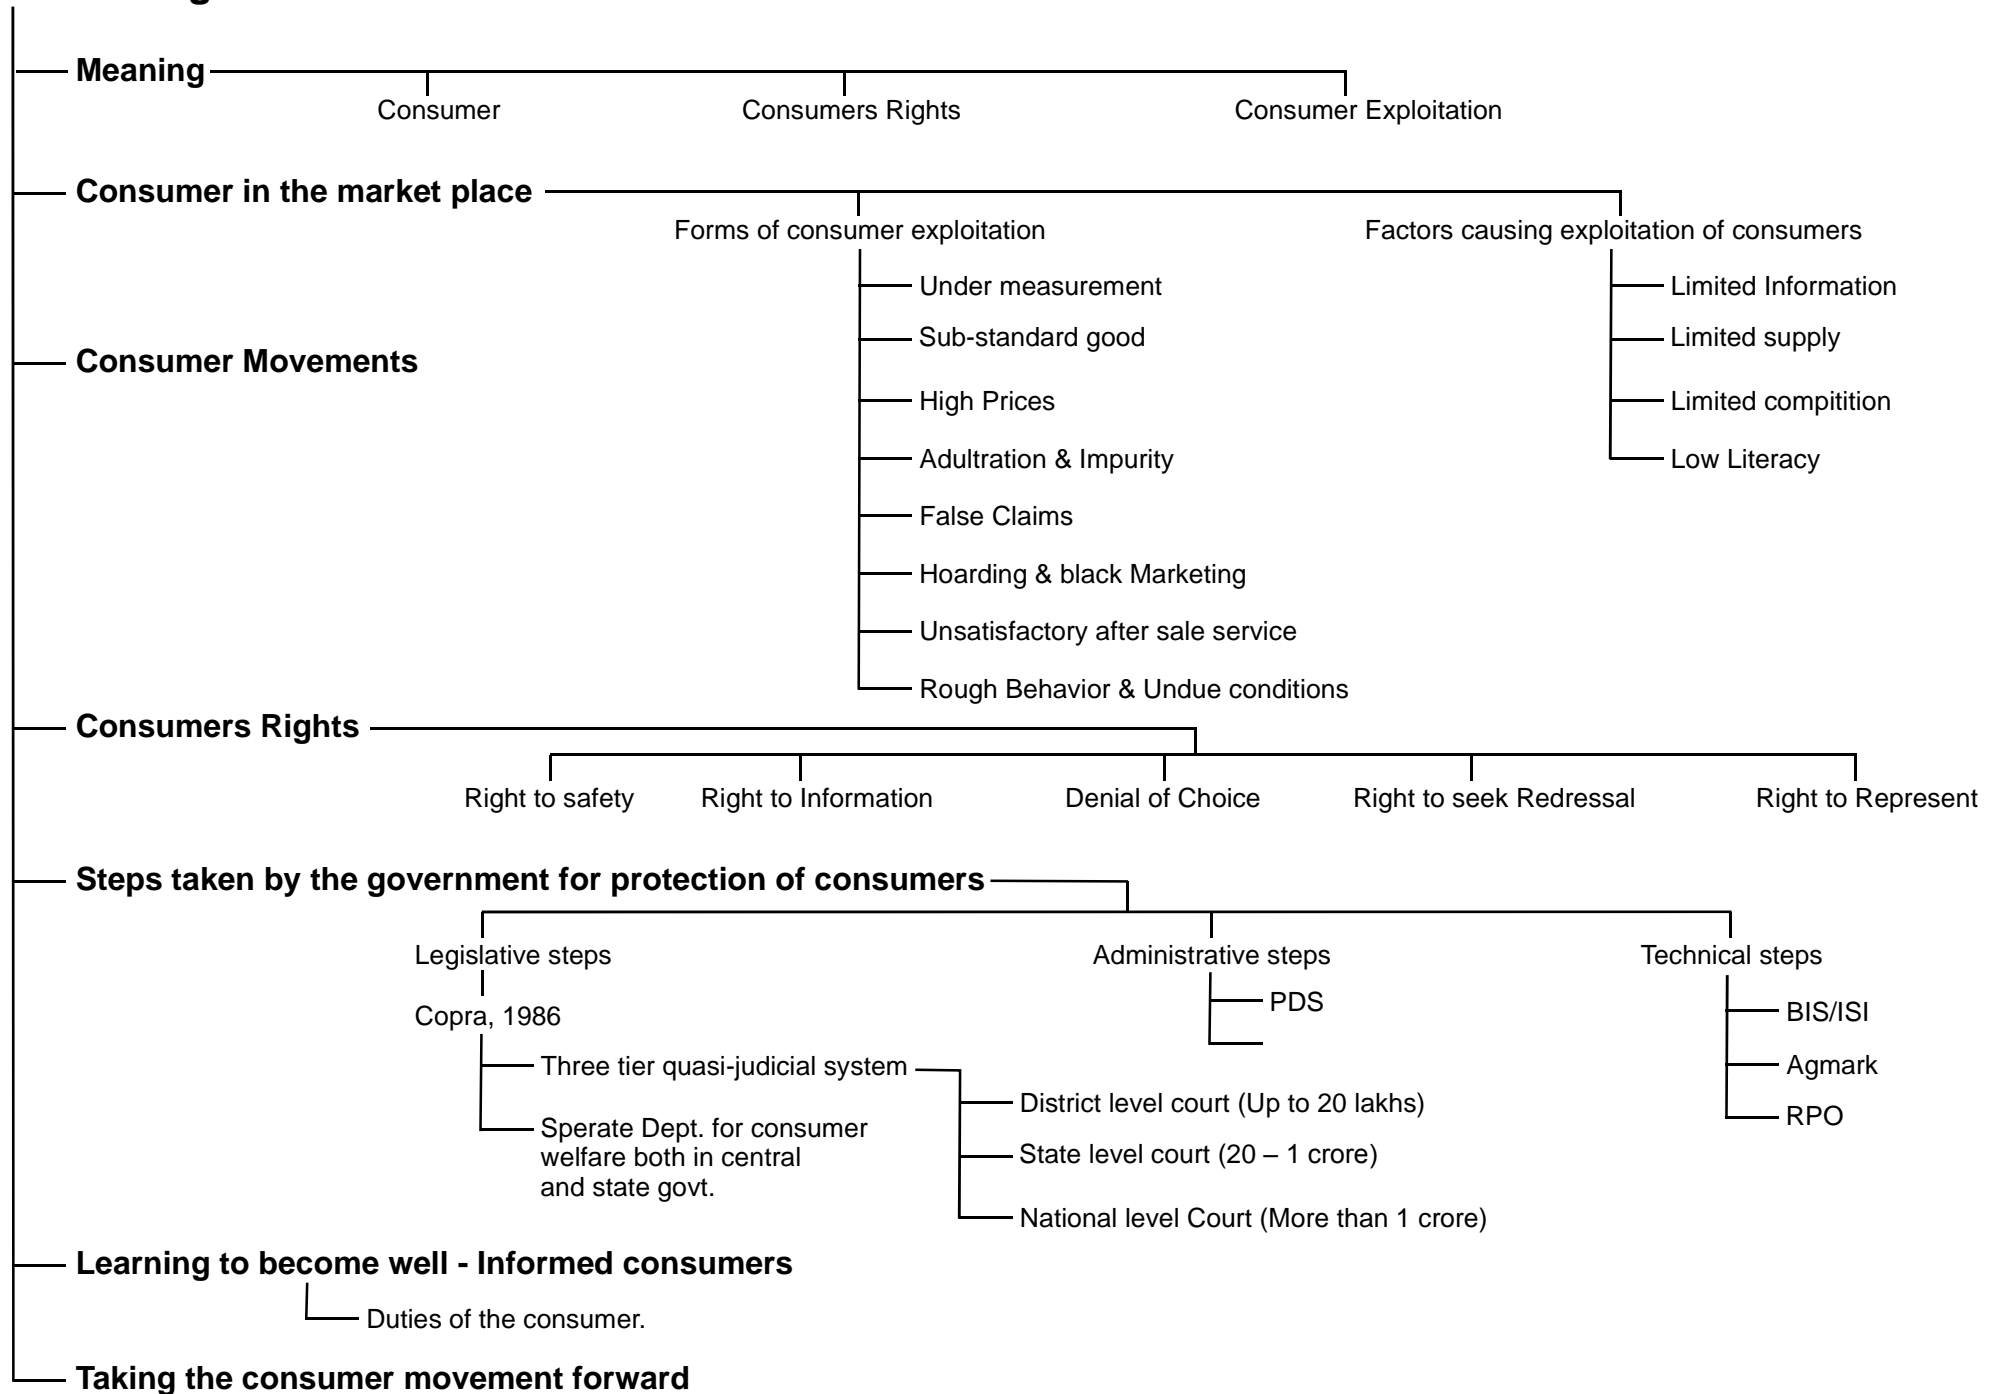 Meaning
Consumer
Consumers Rights
Consumer Exploitation
Consumer in the market place
Forms of consumer exploitation
Under measurement
Sub-standard good
High Prices
Adultration & Impurity
False Claims
Hoarding & black Marketing
Unsatisfactory after sale service
Rough Behavior & Undue conditions
Factors causing exploitation of consumers
Limited Information
Limited supply
Limited compitition
Low Literacy
Consumer Movements
Consumers Rights
Right to safety
Right to Information
Denial of Choice
Right to seek Redressal
Right to Represent
Steps taken by the government for protection of consumers
Legislative steps
Copra, 1986
Three tier quasi-judicial system
District level court (Up to 20 lakhs)
State level court (20 – 1 crore)
National level Court (More than 1 crore)
Sperate Dept. for consumer
welfare both in central
and state govt.
Administrative steps
PDS
Technical steps
BIS/ISI
Agmark
RPO
Learning to become well - Informed consumers
Duties of the consumer.
Taking the consumer movement forward